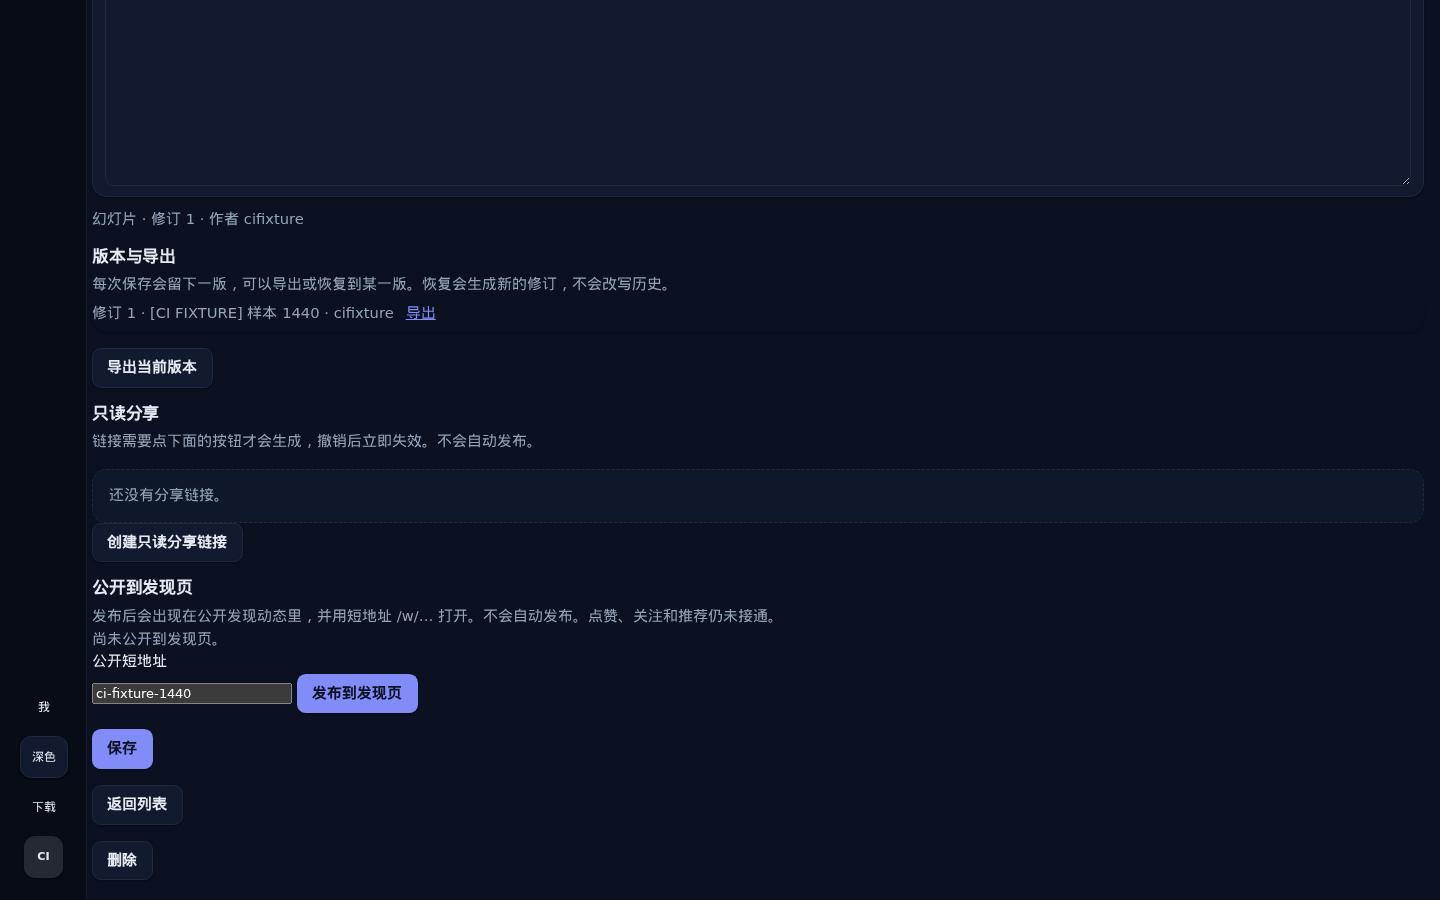 幻灯片 · 修订 1 · 作者 cifixture
版本与导出
每次保存会留下一版，可以导出或恢复到某一版。恢复会生成新的修订，不会改写历史。
修订 1 · [CI FIXTURE] 样本 1440 · cifixture 导出
导出当前版本
只读分享
链接需要点下面的按钮才会生成，撤销后立即失效。不会自动发布。
还没有分享链接。
创建只读分享链接
公开到发现页
发布后会出现在公开发现动态里，并用短地址 /w/… 打开。不会自动发布。点赞、关注和推荐仍未接通。
尚未公开到发现页。
公开短地址
ci-fixture-1440 发布到发现页
保存
返回列表
删除
我
深色
下载
CI